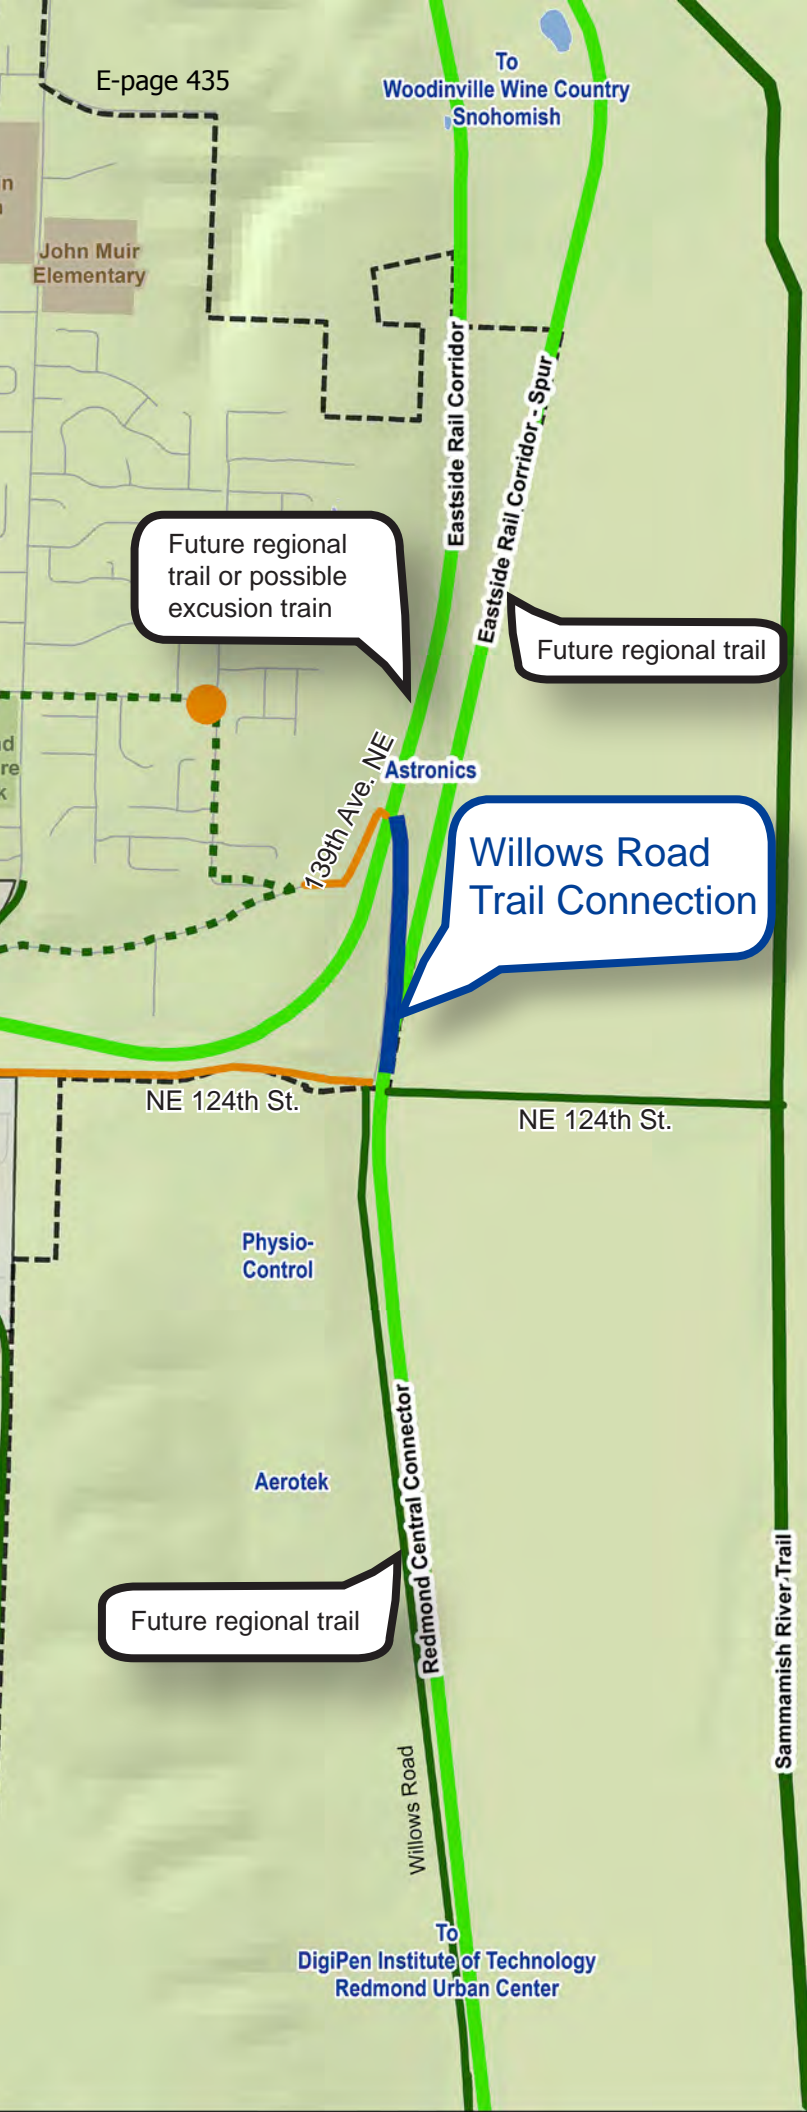 E-page 435
To
Woodinville Wine Country
Snohomish
n
John Muir
Elementary
Eastside Rail Corridor
Eastside Rail Corridor - Spur
Future regional
trail or possible
excusion train
Future regional trail
d
re
k
139th Ave. NE
Astronics
Willows Road
Trail Connection
NE 124th St.
NE 124th St.
Physio-
Control
Aerotek
Redmond Central Connector
Future regional trail
Sammamish River Trail
Willows Road
To
DigiPen Institute of Technology
Redmond Urban Center